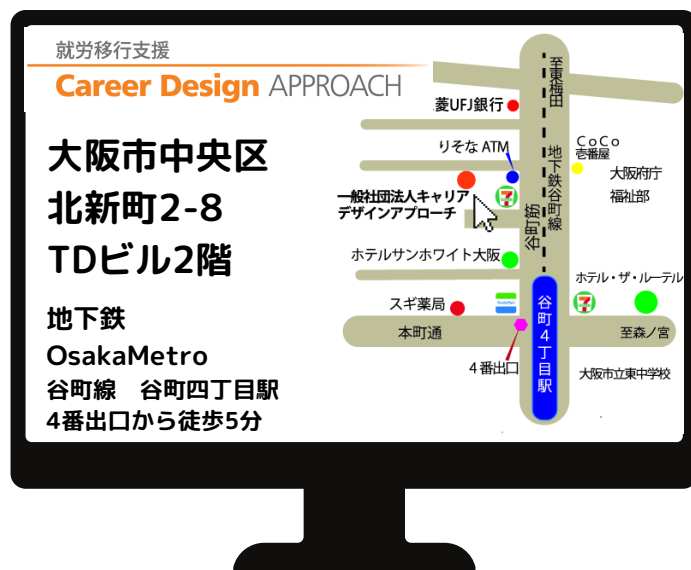 就労移行支援
Career Design APPROACH
大阪市中央区
北新町2-8
TDビル2階
地下鉄
OsakaMetro
谷町線　谷町四丁目駅
4番出口から徒歩5分
至東梅田
菱UFJ銀行
りそな ATM
地下鉄谷町線
CoCo
壱番屋
大阪府庁
福祉部
一般社団法人キャリア
デザインアプローチ
7
谷町筋
ホテルサンホワイト大阪
ホテル・ザ・ルーテル
スギ薬局
FamilyMart
7
谷町4丁目駅
本町通
至森ノ宮
4番出口
大阪市立東中学校